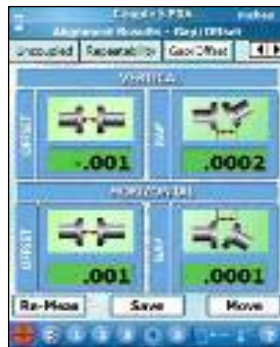 Alignment Results - Gap/Offset
Uncoupled Repeatability Gap/Offset
VERTICAL
OFFSET
GAP
-.001 .0002
HORIZONTAL
OFFSET
GAP
.001 .0001
Re-Meas Save Move